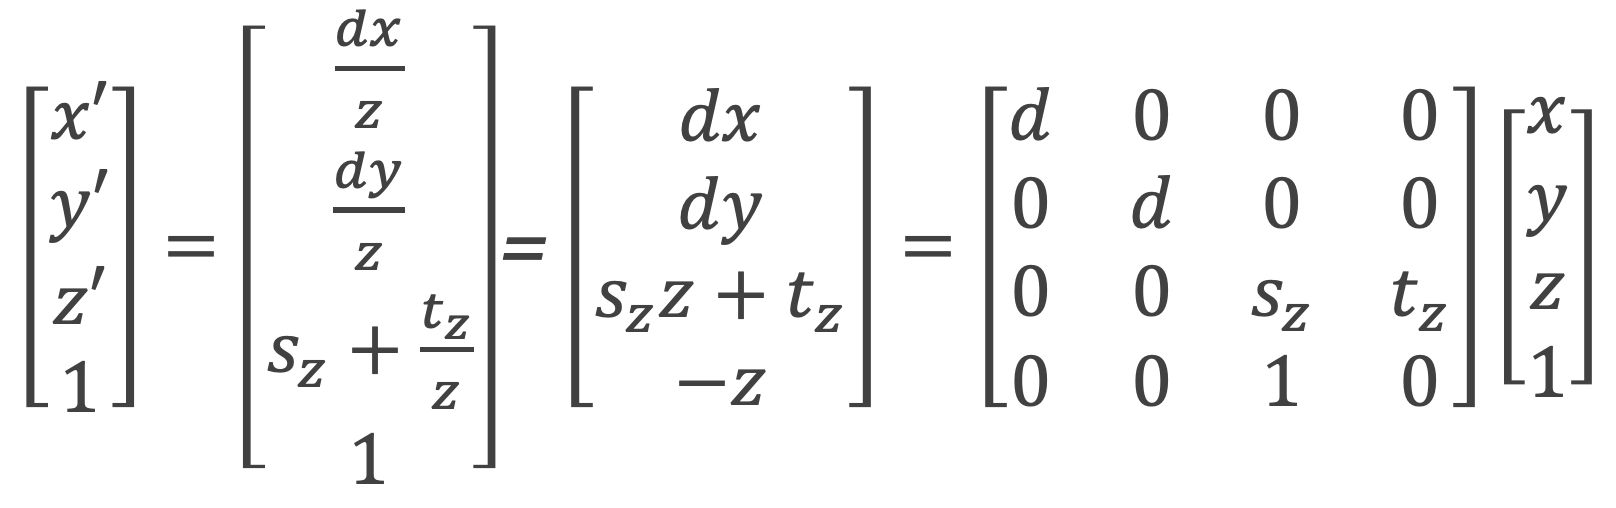 [x′ y′ z′ 1] = [dx/z dy/z s_z + t_z/z 1] = [dx dy s_z z + t_z −z] = [d 0 0 0; 0 d 0 0; 0 0 s_z t_z; 0 0 1 0] [x y z 1]